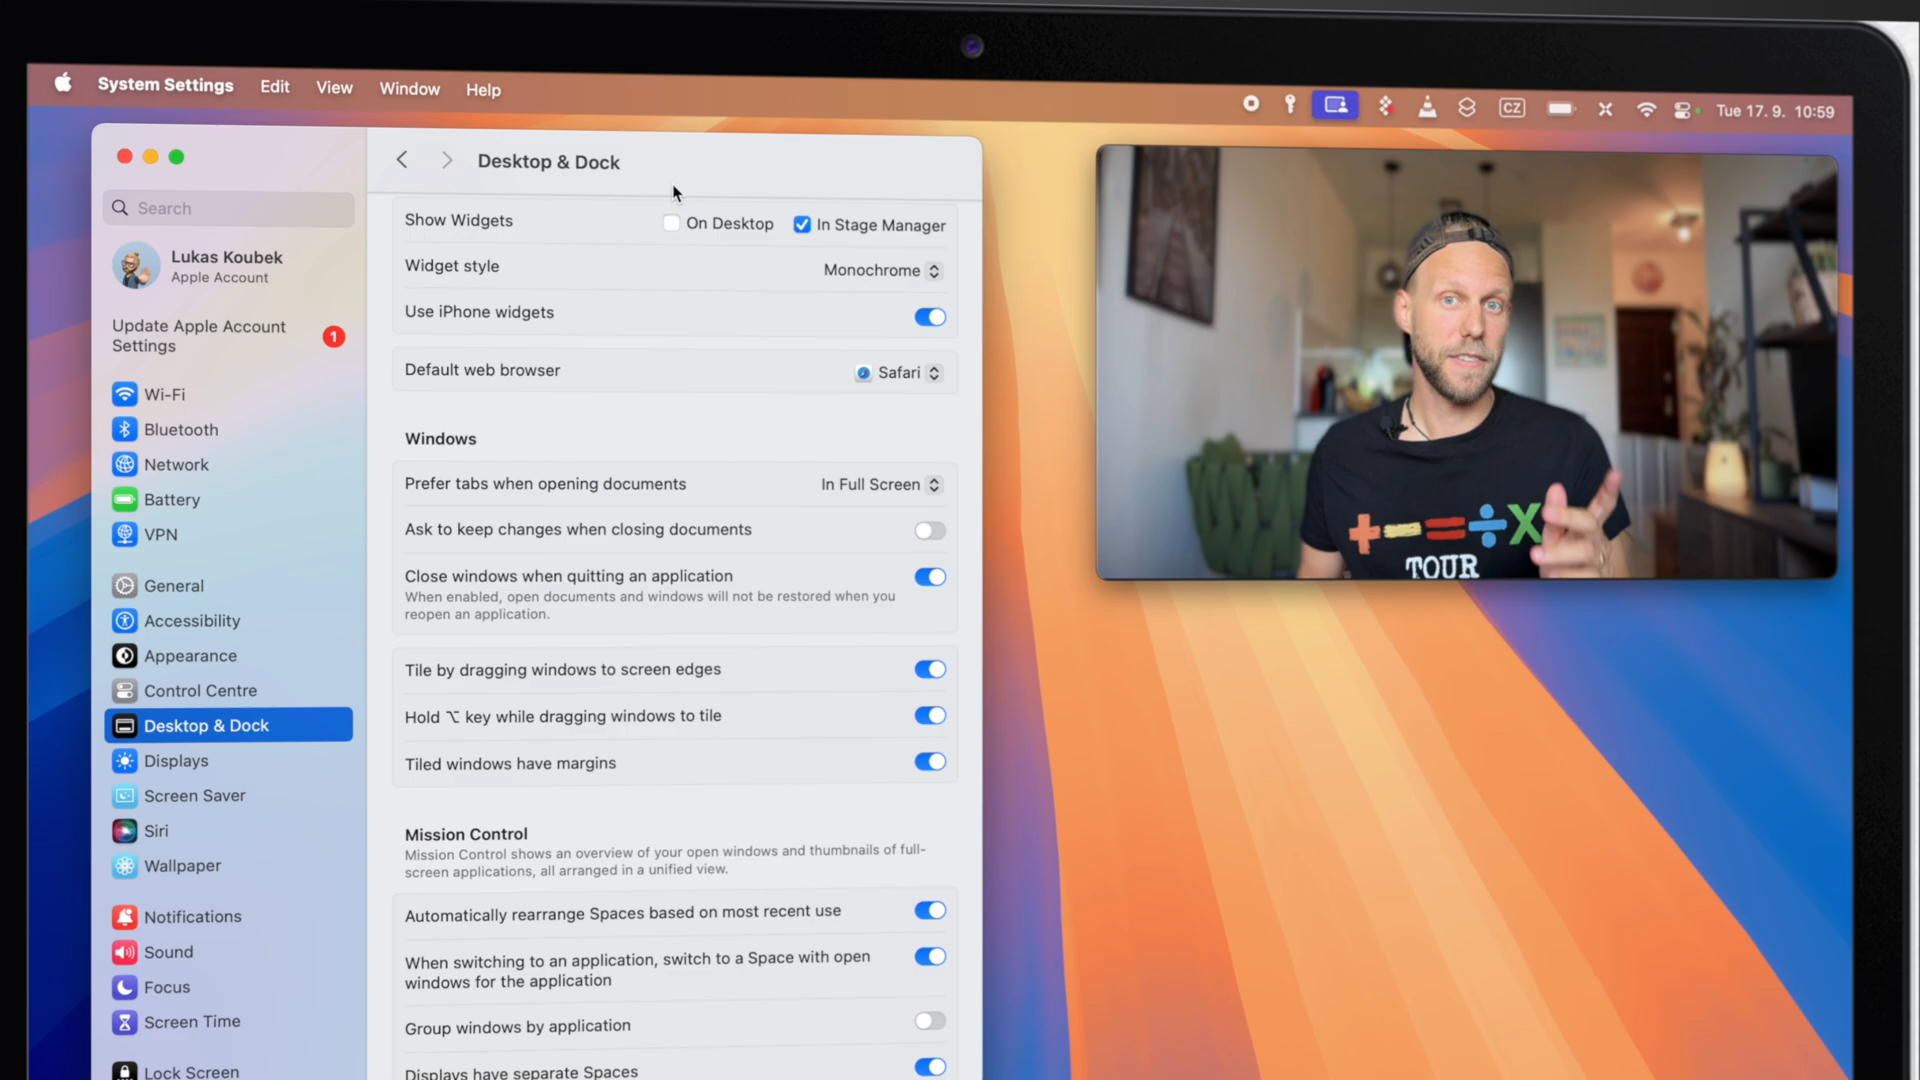 System Settings Edit View Window Help
CZ
Tue 17. 9. 10:59
Search
Lukas Koubek
Apple Account
Update Apple Account
Settings
1
Wi-Fi
Bluetooth
Network
Battery
VPN
General
Accessibility
Appearance
Control Centre
Desktop & Dock
Displays
Screen Saver
Siri
Wallpaper
Notifications
Sound
Focus
Screen Time
Lock Screen
Desktop & Dock
Show Widgets On Desktop In Stage Manager
Widget style Monochrome
Use iPhone widgets
Default web browser Safari
Windows
Prefer tabs when opening documents In Full Screen
Ask to keep changes when closing documents
Close windows when quitting an application
When enabled, open documents and windows will not be restored when you
reopen an application.
Tile by dragging windows to screen edges
Hold ⌥ key while dragging windows to tile
Tiled windows have margins
Mission Control
Mission Control shows an overview of your open windows and thumbnails of full-
screen applications, all arranged in a unified view.
Automatically rearrange Spaces based on most recent use
When switching to an application, switch to a Space with open
windows for the application
Group windows by application
Displays have separate Spaces
+ - = ÷ X
TOUR